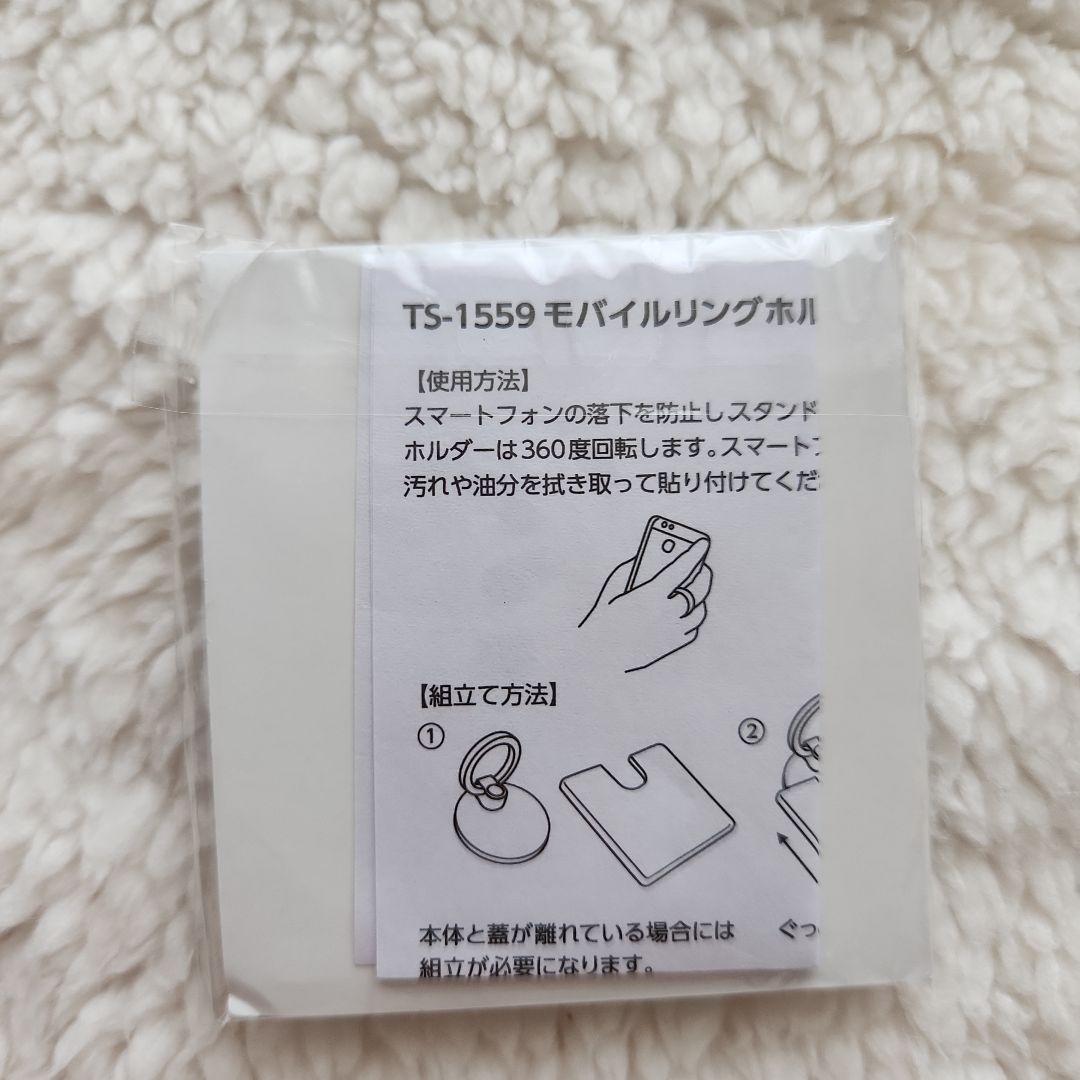 TS-1559 モバイルリングホル
【使用方法】
スマートフォンの落下を防止しスタンド
ホルダーは360度回転します。スマートフ
汚れや油分を拭き取って貼り付けてくだ
【組立て方法】
① ②
本体と蓋が離れている場合には ぐっ
組立が必要になります。